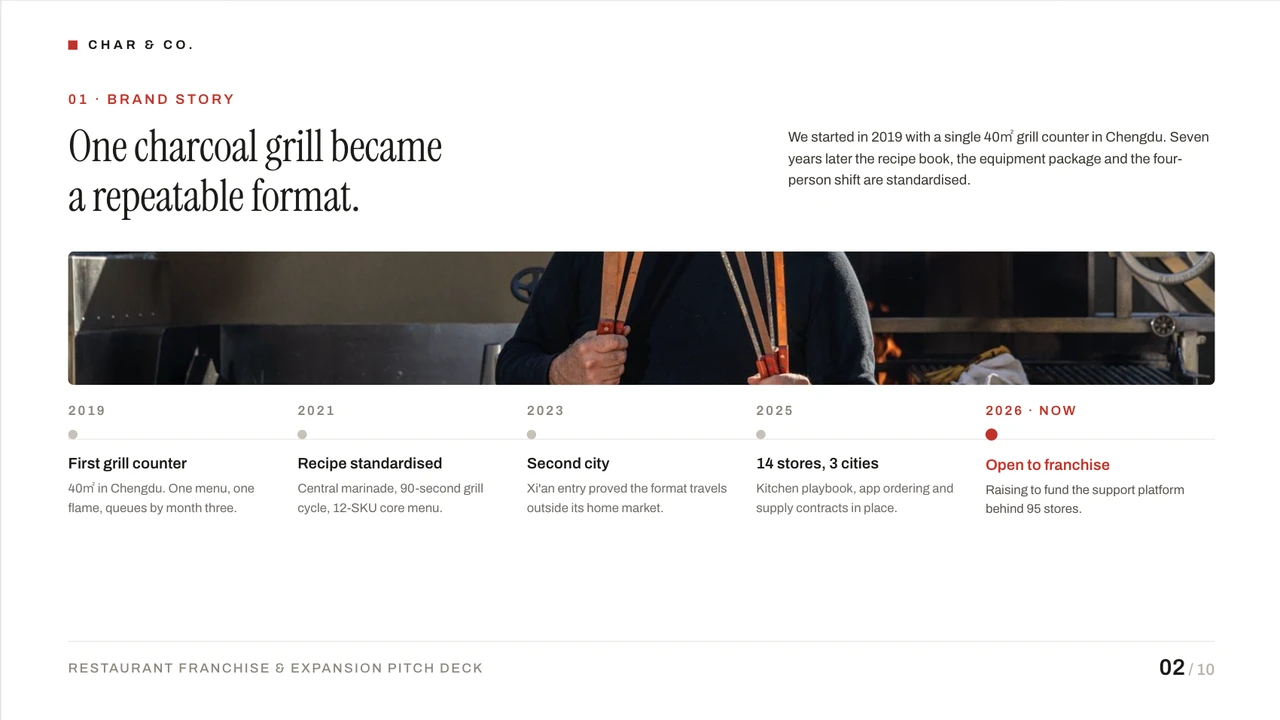 CHAR & CO.
01 · BRAND STORY
One charcoal grill became
a repeatable format.
We started in 2019 with a single 40㎡ grill counter in Chengdu. Seven
years later the recipe book, the equipment package and the four-
person shift are standardised.
2019
First grill counter
40㎡ in Chengdu. One menu, one
flame, queues by month three.
2021
Recipe standardised
Central marinade, 90-second grill
cycle, 12-SKU core menu.
2023
Second city
Xi'an entry proved the format travels
outside its home market.
2025
14 stores, 3 cities
Kitchen playbook, app ordering and
supply contracts in place.
2026 · NOW
Open to franchise
Raising to fund the support platform
behind 95 stores.
RESTAURANT FRANCHISE & EXPANSION PITCH DECK
02 / 10